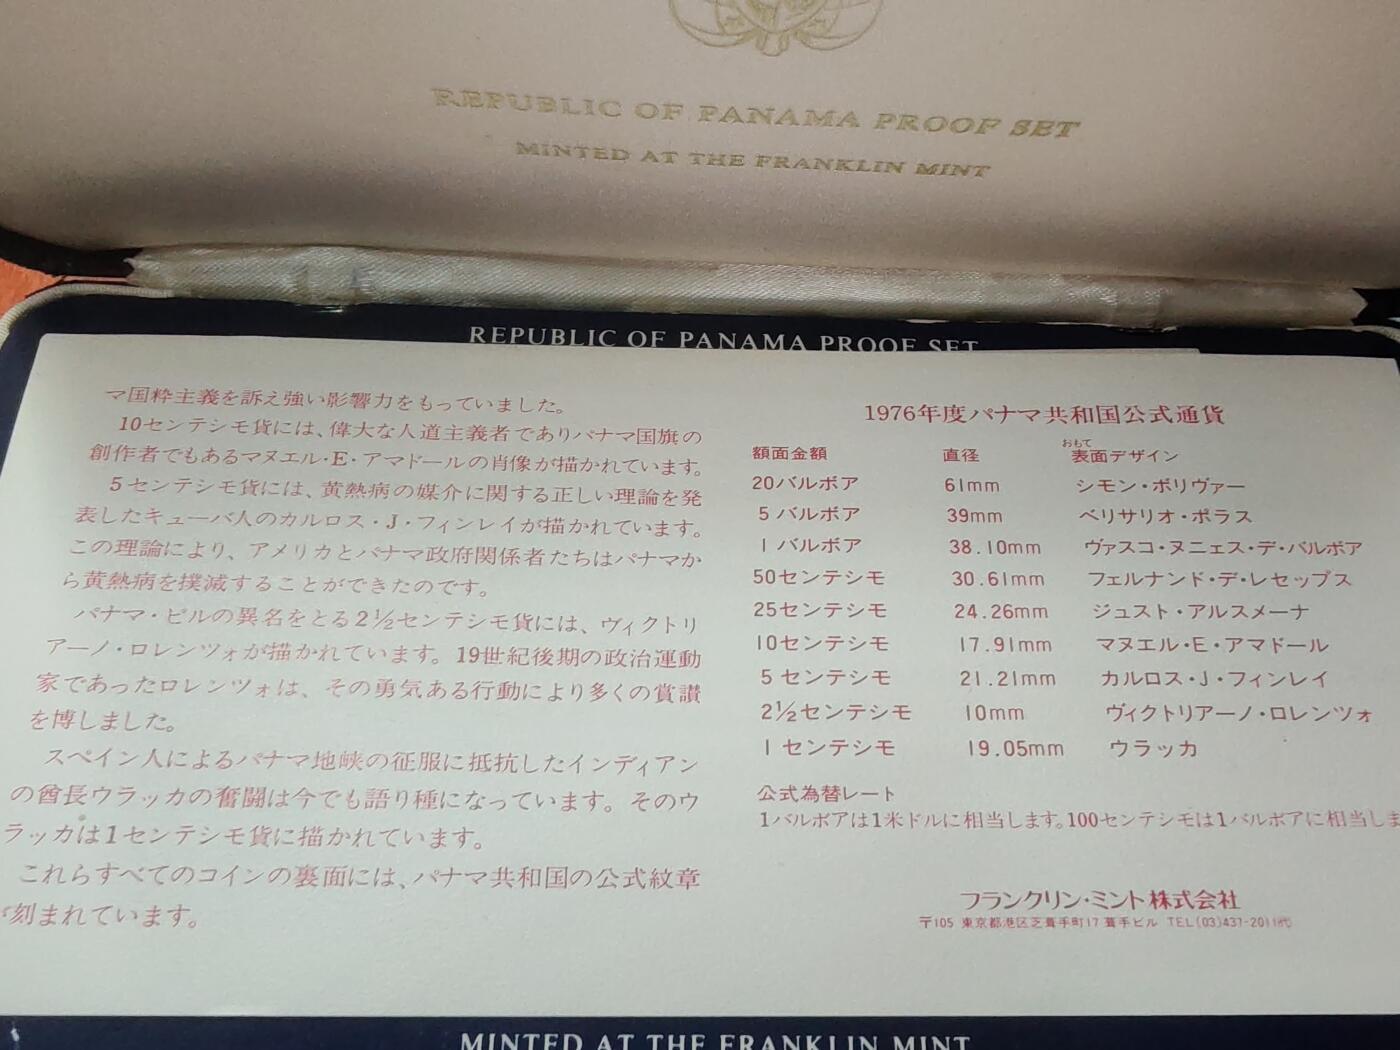 REPUBLIC OF PANAMA PROOF SET
MINTED AT THE FRANKLIN MINT
REPUBLIC OF PANAMA PROOF SET
マ国粋主義を訴え強い影響力をもっていました。
10センテシモ貨には、偉大な人道主義者でありパナマ国旗の
創作者でもあるマヌエル・E・アマドールの肖像が描かれています。
5センテシモ貨には、黄熱病の媒介に関する正しい理論を発
表したキューバ人のカルロス・J・フィンレイが描かれています。
この理論により、アメリカとパナマ政府関係者たちはパナマか
ら黄熱病を撲滅することができたのです。
パナマ・ピルの異名をとる2½センテシモ貨には、ヴィクトリ
アーノ・ロレンツォが描かれています。19世紀後期の政治運動
家であったロレンツォは、その勇気ある行動により多くの賞讃
を博しました。
スペイン人によるパナマ地峡の征服に抵抗したインディアン
の酋長ウラッカの奮闘は今でも語り種になっています。そのウ
ラッカは1センテシモ貨に描かれています。
これらすべてのコインの裏面には、パナマ共和国の公式紋章
刻まれています。
1976年度パナマ共和国公式通貨
額面金額 直径 表面デザイン
おもて
20バルボア 61mm シモン・ボリヴァー
5 バルボア 39mm ベリサリオ・ポラス
1 バルボア 38.10mm ヴァスコ・ヌニェス・デ・バルボア
50センテシモ 30.61mm フェルナンド・デ・レセップス
25センテシモ 24.26mm ジュスト・アルスメーナ
10センテシモ 17.91mm マヌエル・E・アマドール
5 センテシモ 21.21mm カルロス・J・フィンレイ
2½センテシモ 10mm ヴィクトリアーノ・ロレンツォ
1 センテシモ 19.05mm ウラッカ
公式為替レート
1バルボアは1米ドルに相当します。100センテシモは1バルボアに相当しま
フランクリン・ミント株式会社
〒105 東京都港区芝葺手町17 葺手ビル TEL(03)437-2011代
MINTED AT THE FRANKLIN MINT